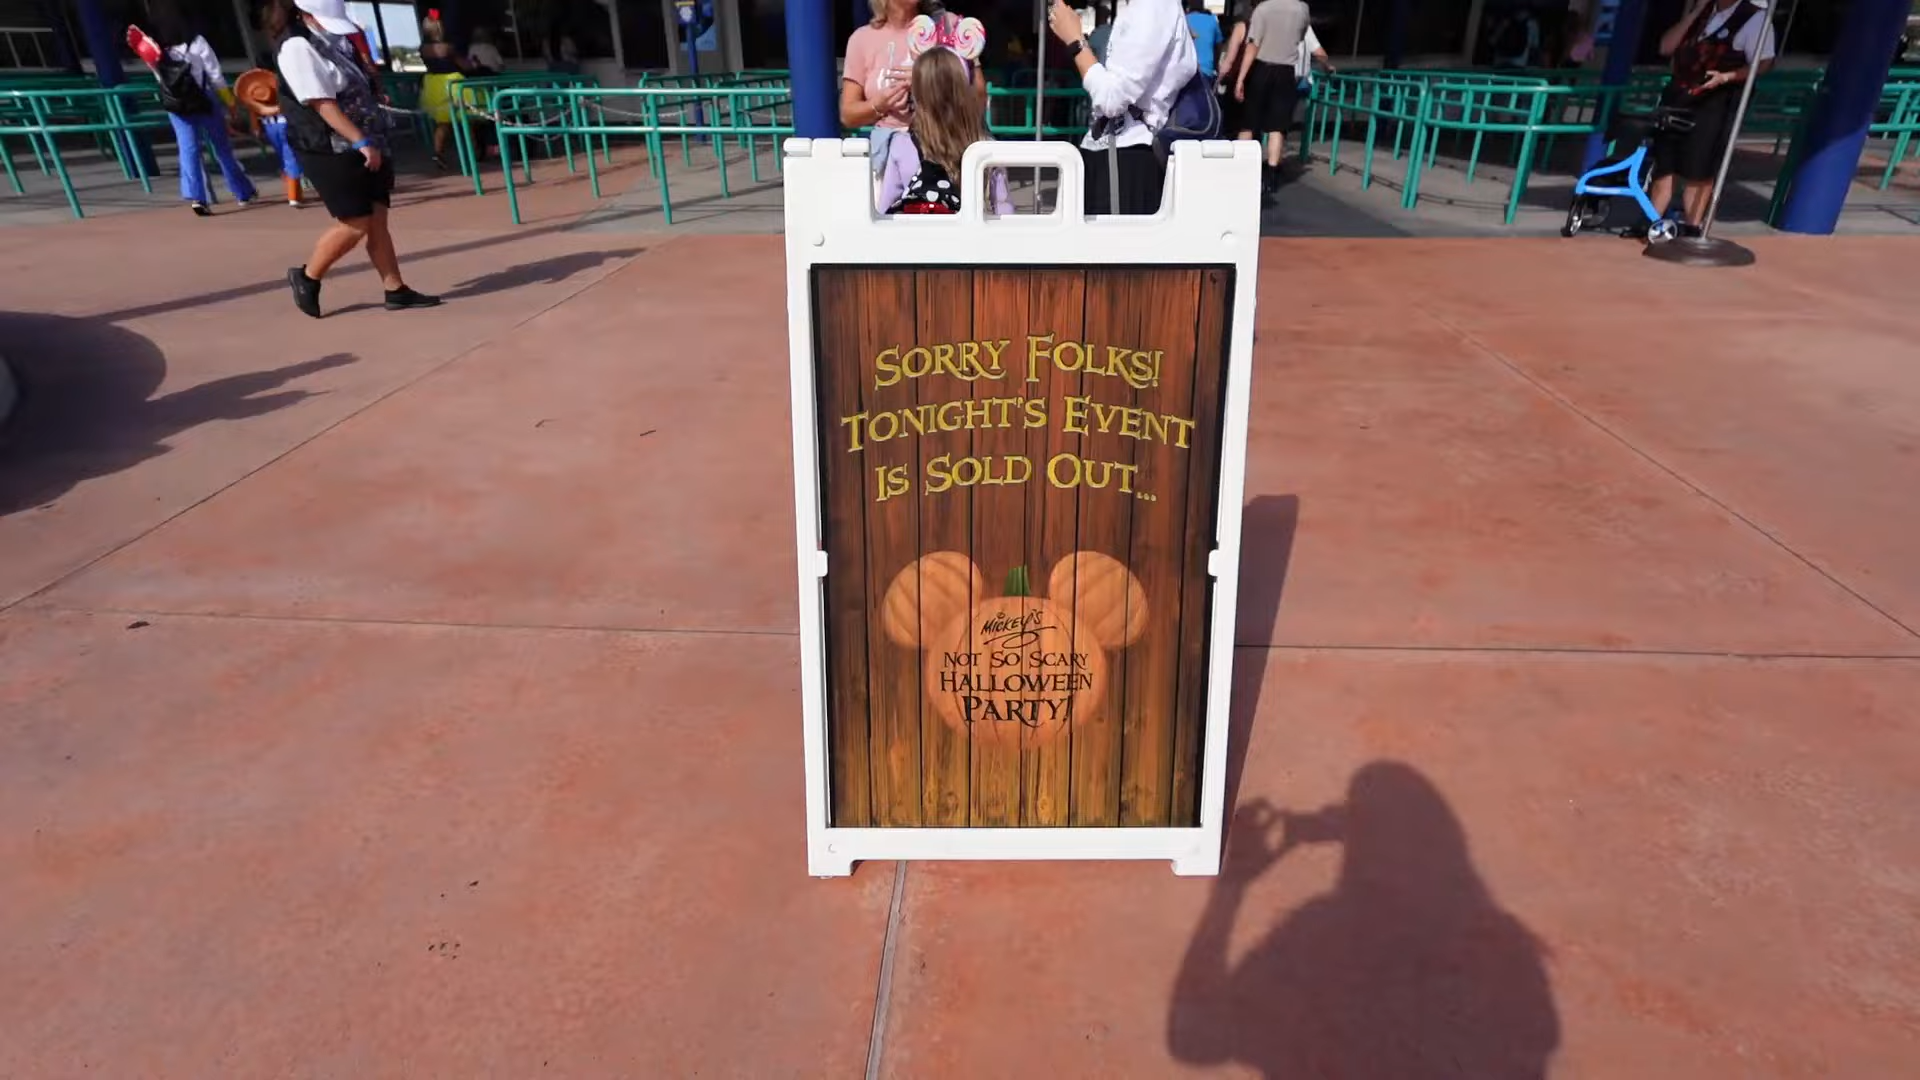 SORRY FOLKS!
TONIGHT'S EVENT
IS SOLD OUT...
MICKEY'S
NOT SO SCARY
HALLOWEEN
PARTY!